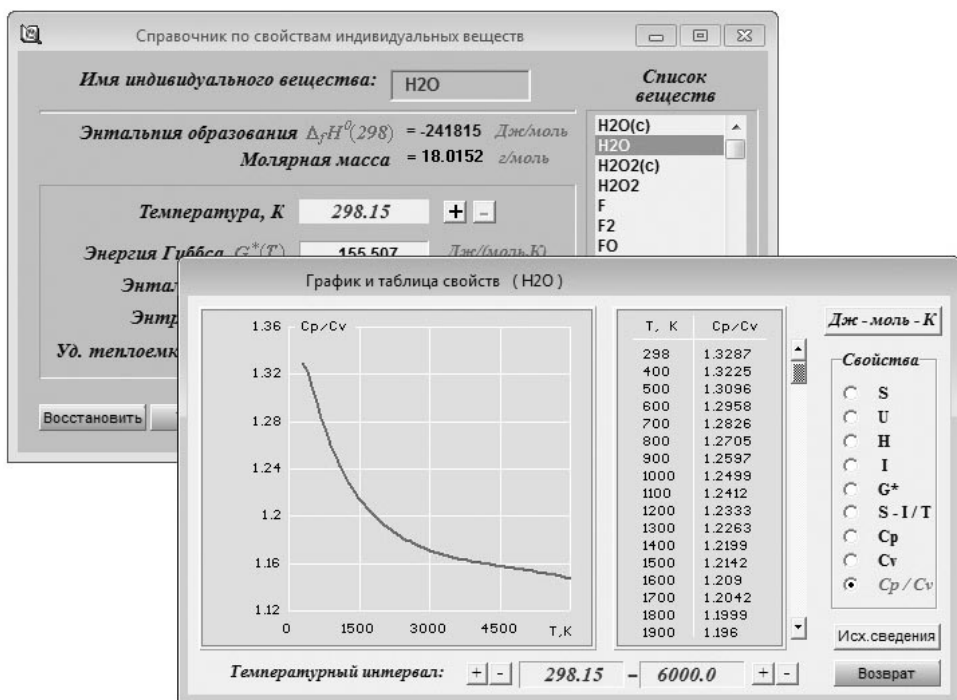 Справочник по свойствам индивидуальных веществ
Имя индивидуального вещества: H2O
Список
веществ
Энтальпия образования ΔfH⁰(298) = -241815 Дж/моль
Молярная масса = 18.0152 г/моль
H2O(c)
H2O
H2O2(c)
H2O2
F
F2
FO
Температура, К 298.15 + -
Энергия Гиббса G*(T) 155.507 Дж/(моль·К)
Энтал
Энтр
Уд. теплоемк
Восстановить
График и таблица свойств ( H2O )
Cp/Cv
1.36
1.32
1.28
1.24
1.2
1.16
1.12
0 1500 3000 4500 T,K
T, K Cp/Cv
298 1.3287
400 1.3225
500 1.3096
600 1.2958
700 1.2826
800 1.2705
900 1.2597
1000 1.2499
1100 1.2412
1200 1.2333
1300 1.2263
1400 1.2199
1500 1.2142
1600 1.209
1700 1.2042
1800 1.1999
1900 1.196
Дж - моль - К
Свойства
S
U
H
I
G*
S - I / T
Cp
Cv
Cp / Cv
Исх.сведения
Возврат
Температурный интервал: + - 298.15 – 6000.0 + -